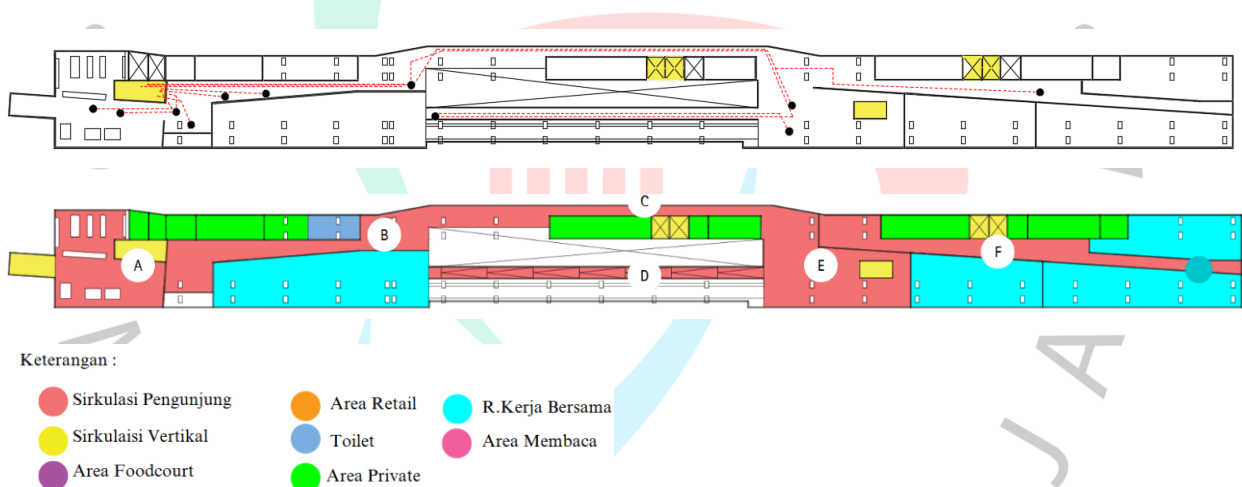 C
B
A
D
E
F
Keterangan :
Sirkulasi Pengunjung
Area Retail
R.Kerja Bersama
Sirkulaisi Vertikal
Toilet
Area Membaca
Area Foodcourt
Area Private
J A